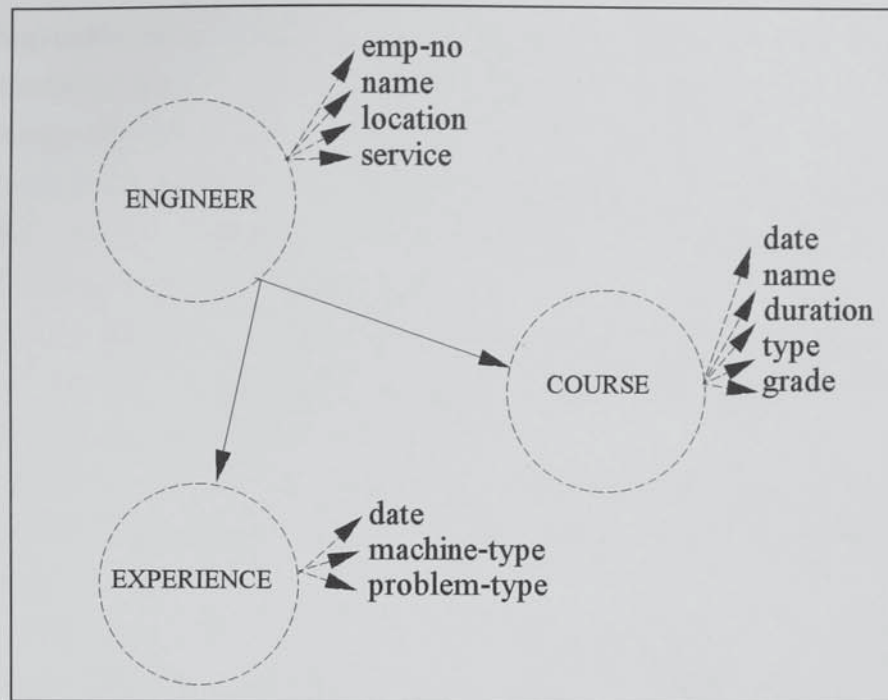 emp-no
name
location
service
ENGINEER
date
name
duration
type
grade
COURSE
date
machine-type
problem-type
EXPERIENCE